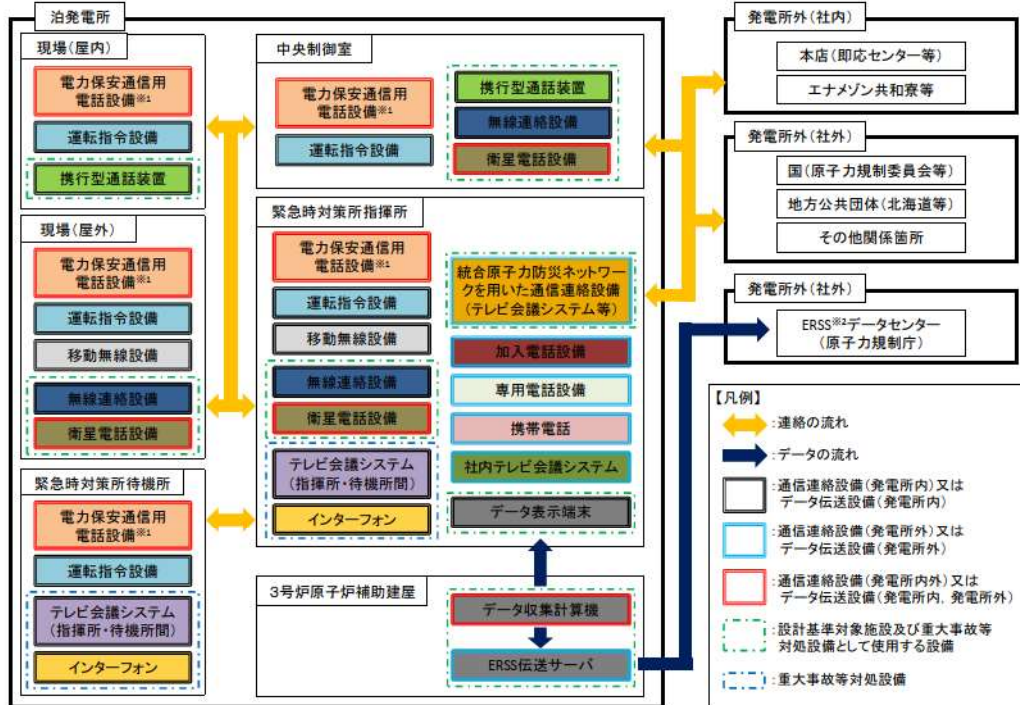 泊発電所
現場(屋内)
電力保安通信用
電話設備※1
運転指令設備
携行型通話装置
現場(屋外)
電力保安通信用
電話設備※1
運転指令設備
移動無線設備
無線連絡設備
衛星電話設備
緊急時対策所待機所
電力保安通信用
電話設備※1
運転指令設備
テレビ会議システム
(指揮所・待機所間)
インターフォン
中央制御室
電力保安通信用
電話設備※1
運転指令設備
携行型通話装置
無線連絡設備
衛星電話設備
緊急時対策所指揮所
電力保安通信用
電話設備※1
運転指令設備
移動無線設備
無線連絡設備
衛星電話設備
テレビ会議システム
(指揮所・待機所間)
インターフォン
統合原子力防災ネットワー
クを用いた通信連絡設備
(テレビ会議システム等)
加入電話設備
専用電話設備
携帯電話
社内テレビ会議システム
データ表示端末
3号炉原子炉補助建屋
データ収集計算機
ERSS伝送サーバ
発電所外(社内)
本店(即応センター等)
エナメゾン共和寮等
発電所外(社外)
国(原子力規制委員会等)
地方公共団体(北海道等)
その他関係箇所
発電所外(社外)
ERSS※2データセンター
(原子力規制庁)
【凡例】
:連絡の流れ
:データの流れ
:通信連絡設備(発電所内)又は
データ伝送設備(発電所内)
:通信連絡設備(発電所外)又は
データ伝送設備(発電所外)
:通信連絡設備(発電所内外)又は
データ伝送設備(発電所内、発電所外)
:設計基準対象施設及び重大事故等
対処設備として使用する設備
:重大事故等対処設備